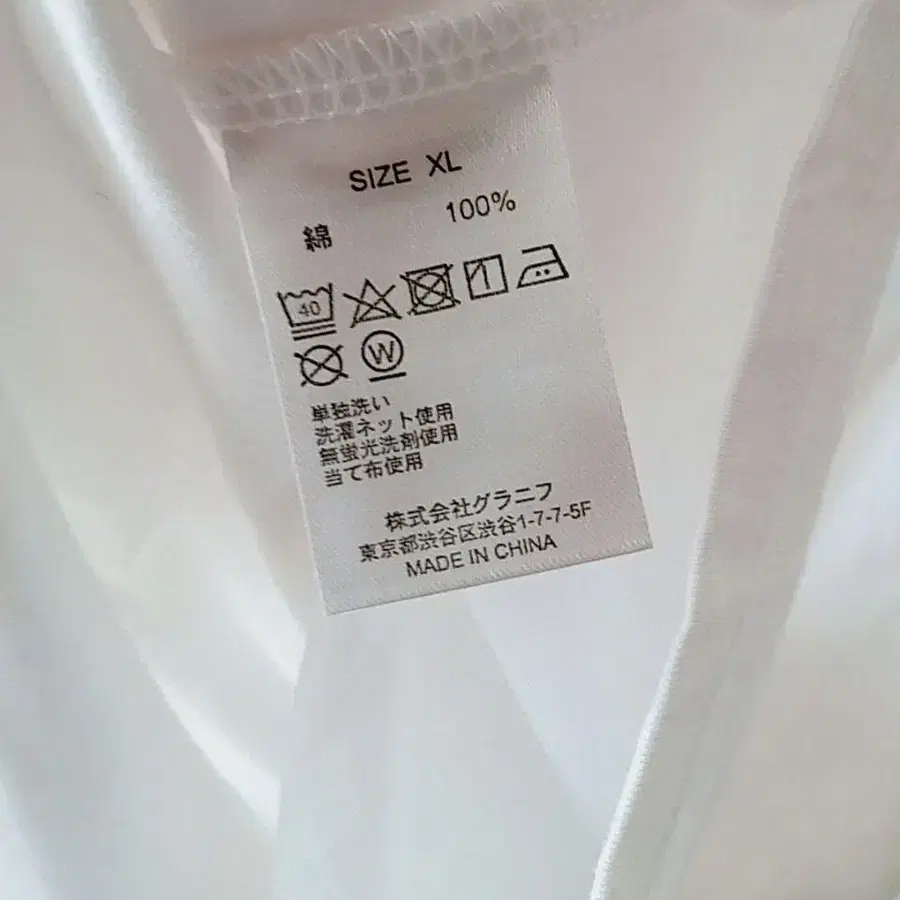 SIZE XL
綿 100%
40
W
単独洗い
洗濯ネット使用
無蛍光洗剤使用
当て布使用
株式会社グラニフ
東京都渋谷区渋谷1-7-7-5F
MADE IN CHINA